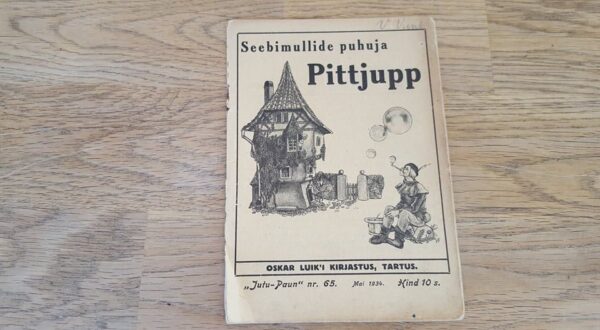 Seebimullide puhuja
Pittjupp
OSKAR LUIK'I KIRJASTUS, TARTUS.
„Jutu-Paun“ nr. 65. Mai 1934. Hind 10 s.